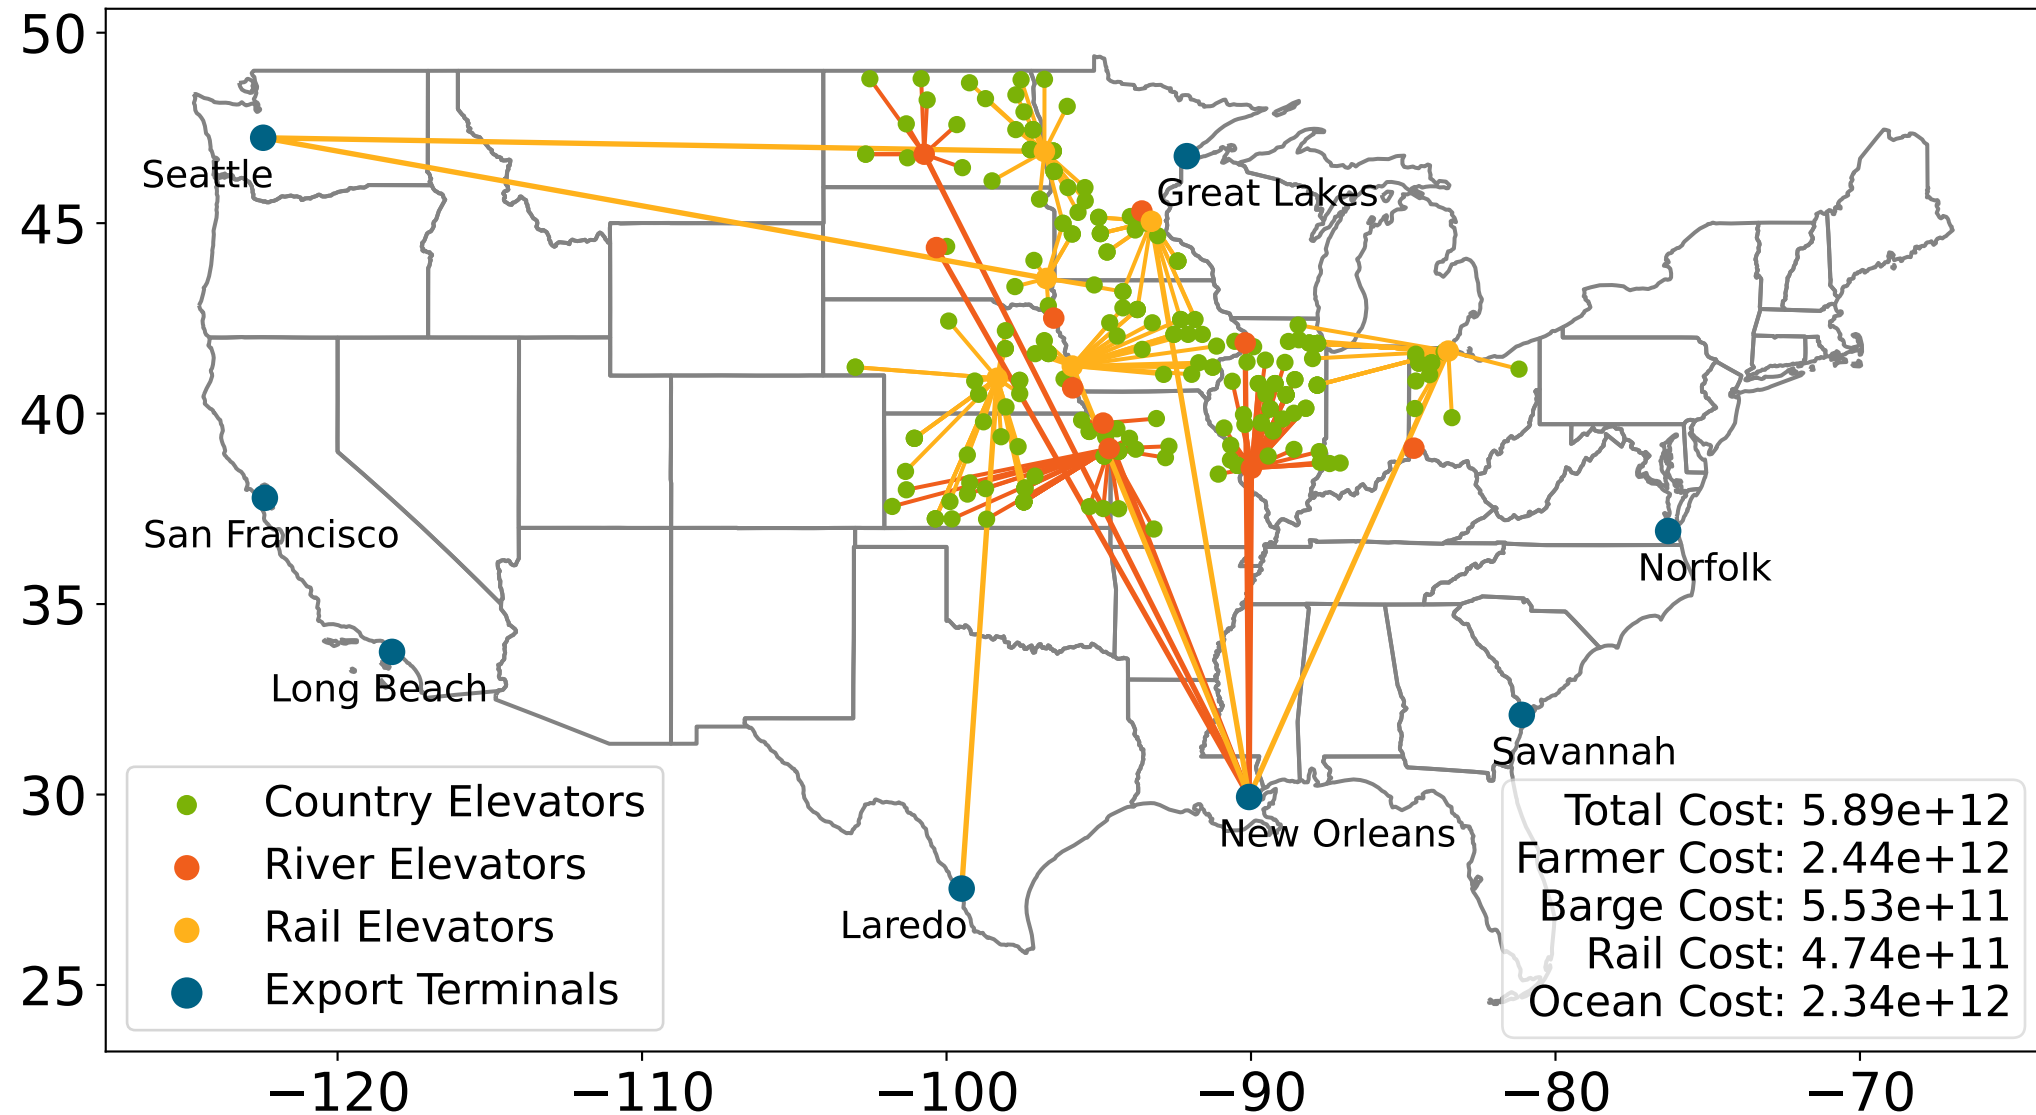 50
45
40
35
30
25
Seattle
Great Lakes
San Francisco
Norfolk
Long Beach
Savannah
New Orleans
Laredo
Country Elevators
River Elevators
Rail Elevators
Export Terminals
Total Cost: 5.89e+12
Farmer Cost: 2.44e+12
Barge Cost: 5.53e+11
Rail Cost: 4.74e+11
Ocean Cost: 2.34e+12
−120 −110 −100 −90 −80 −70